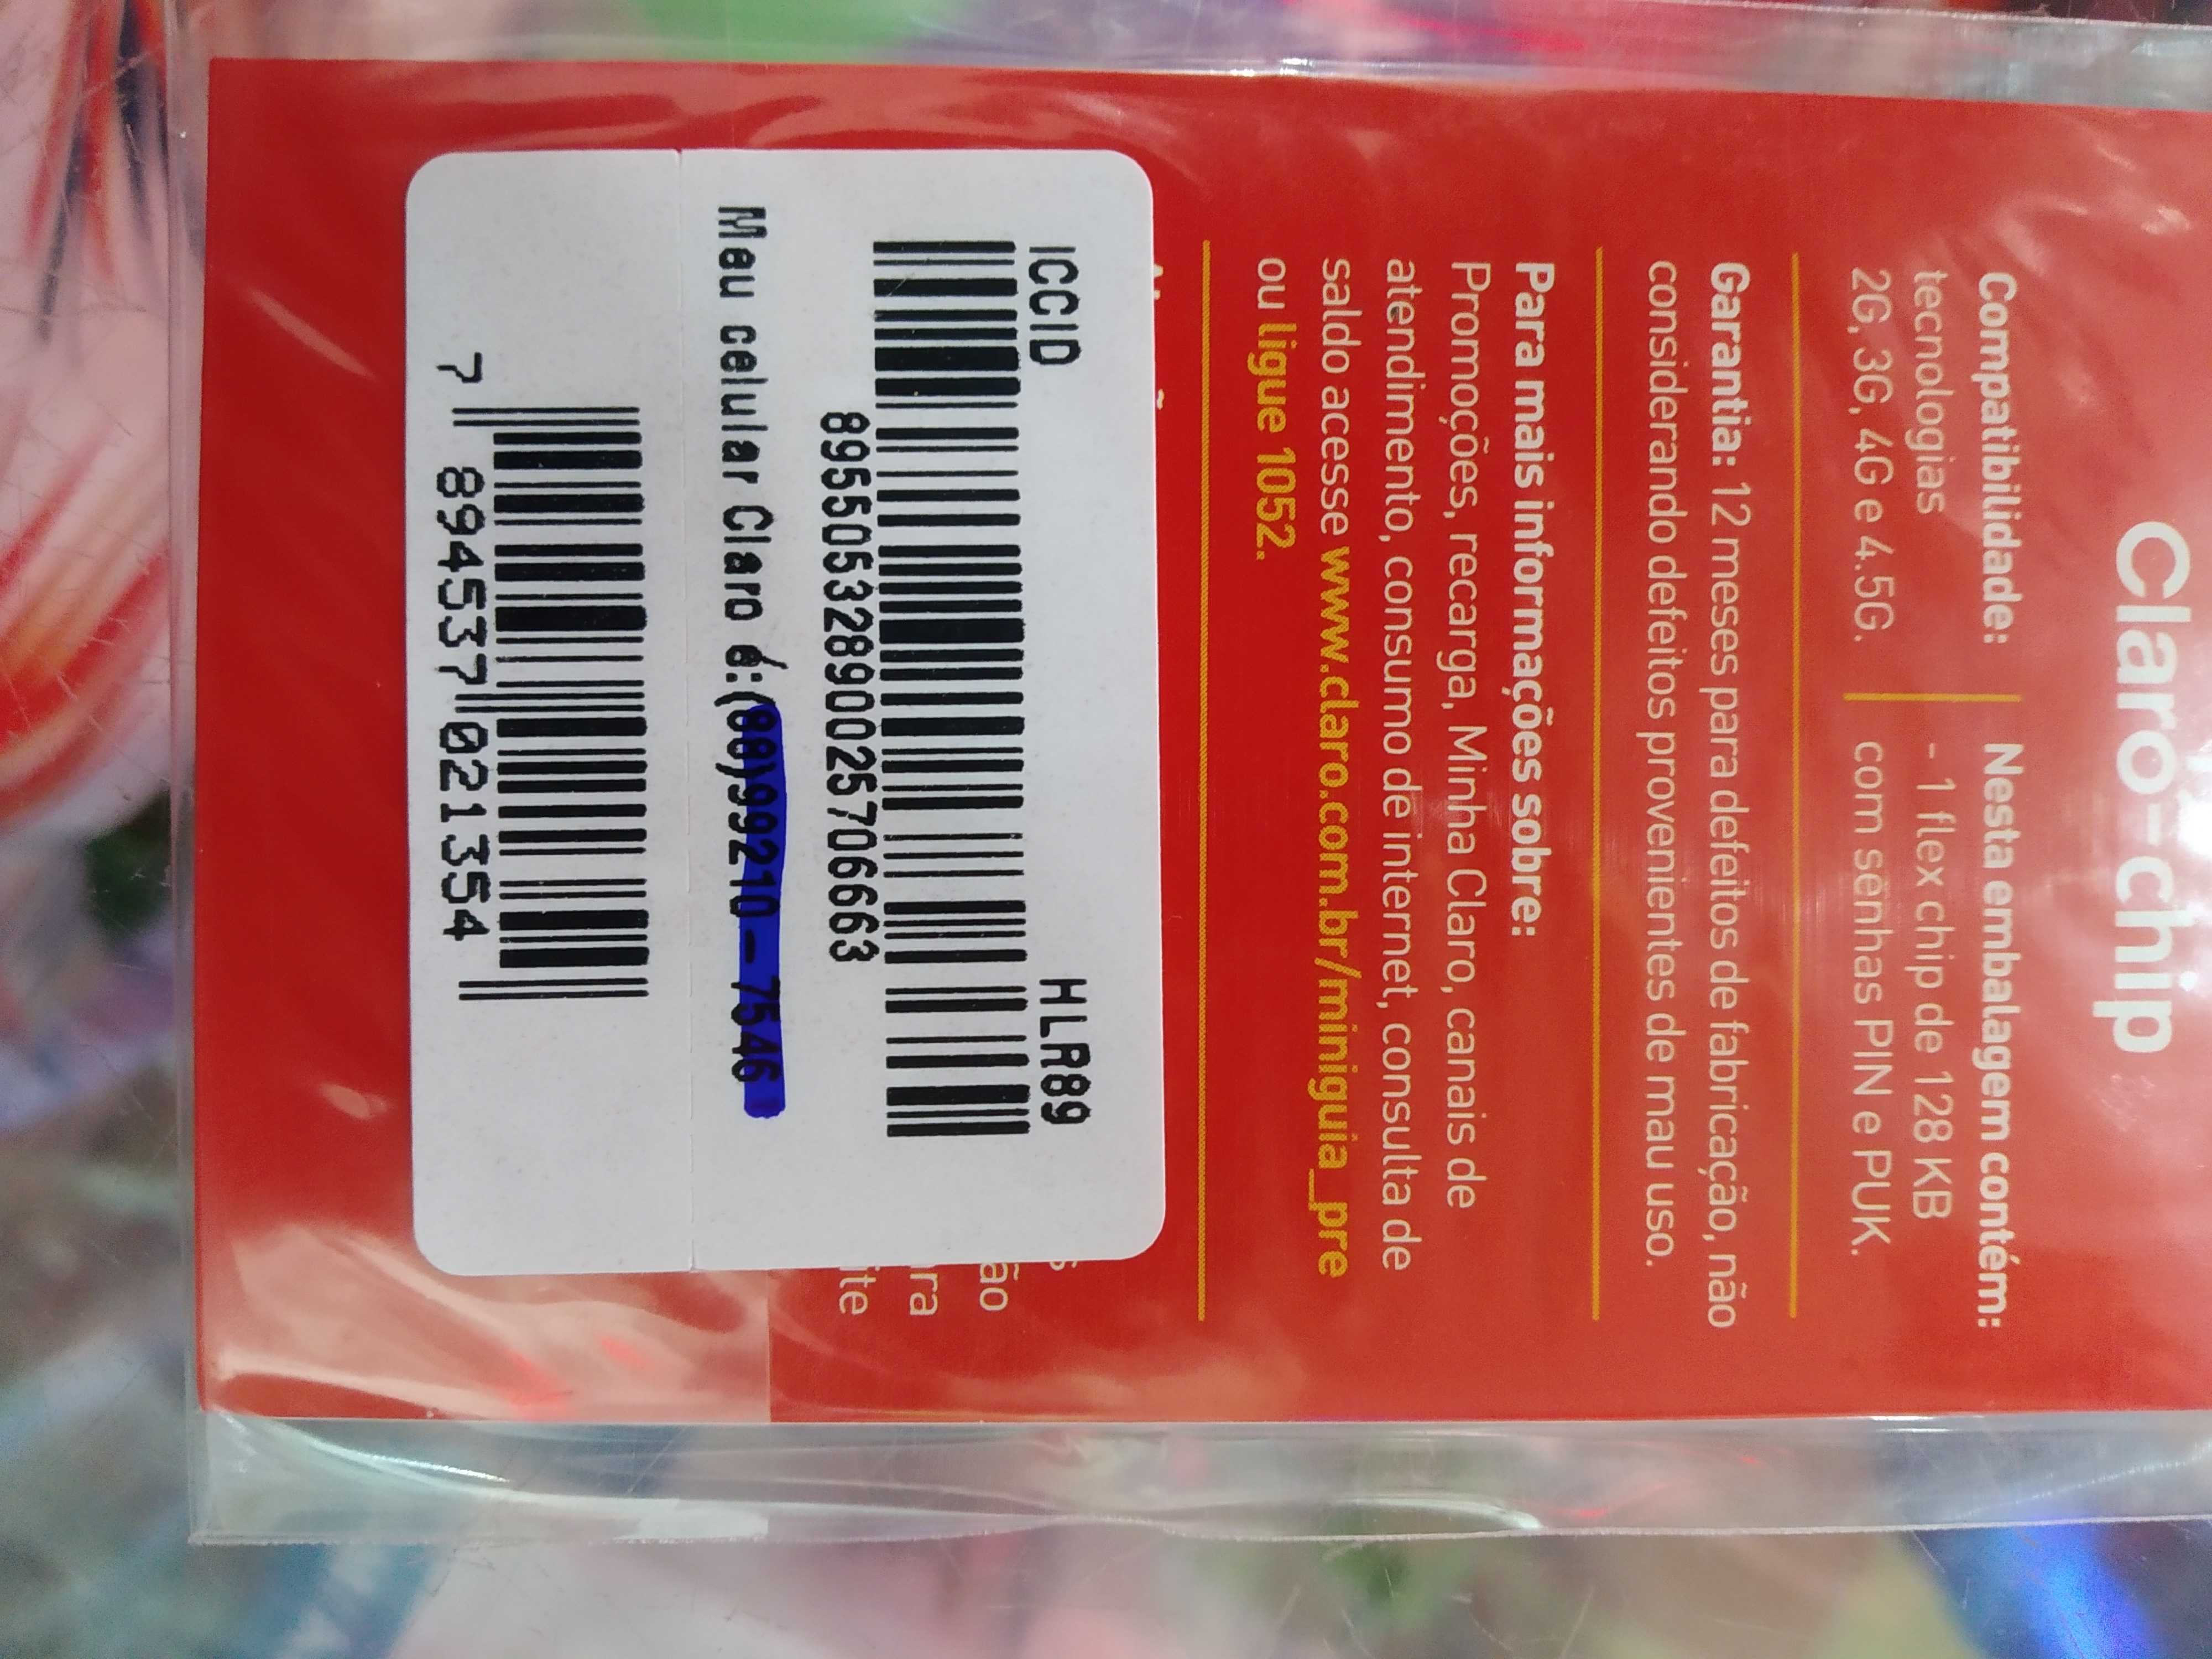 Claro-chip
Compatibilidade:
tecnologias
2G, 3G, 4G e 4.5G.
Nesta embalagem contém:
- 1 flex chip de 128 KB
com senhas PIN e PUK.
Garantia: 12 meses para defeitos de fabricação, não
considerando defeitos provenientes de mau uso.
Para mais informações sobre:
Promoções, recarga, Minha Claro, canais de
atendimento, consumo de internet, consulta de
saldo acesse www.claro.com.br/miniguia_pre
ou ligue 1052.
ão
ra
ite
ICCID HLR89
89550532890025706663
Meu celular Claro é:(88)99210-7546
7 894537 021354